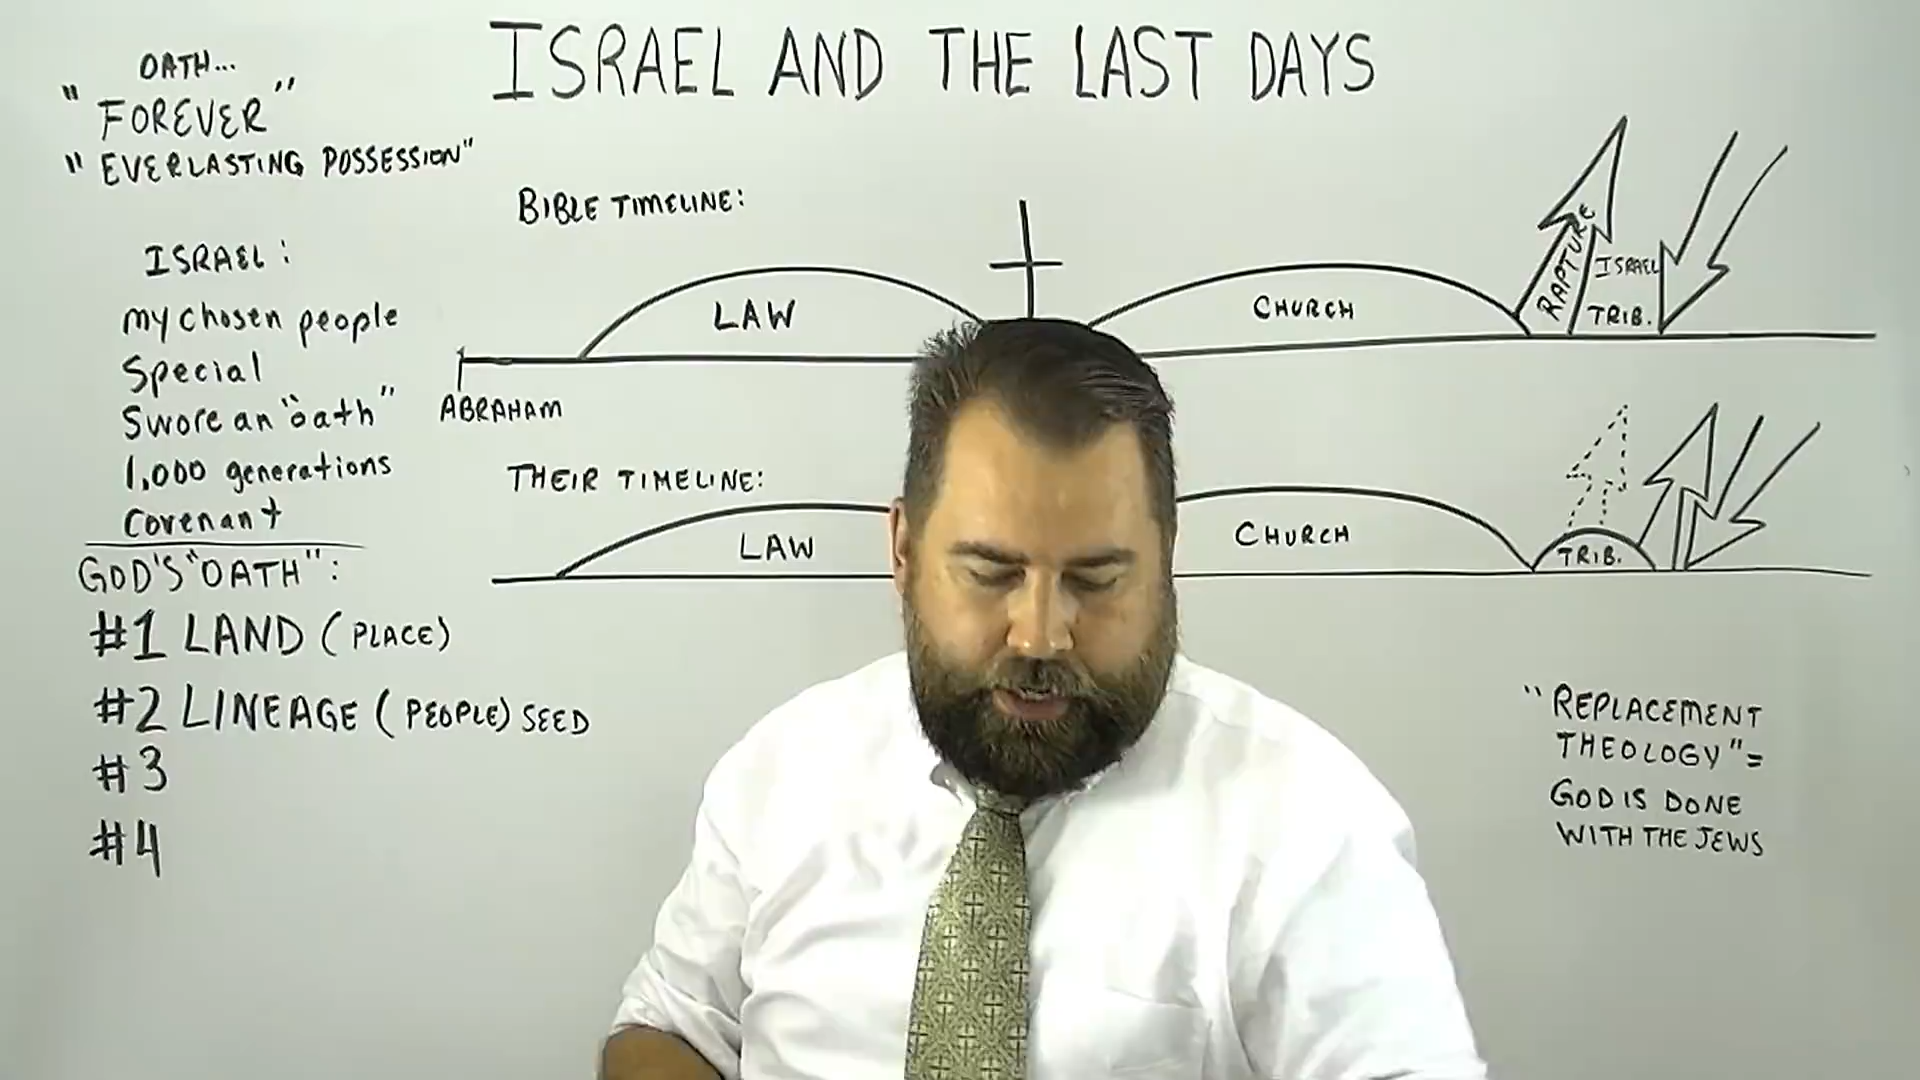 ISRAEL AND THE LAST DAYS
OATH...
"FOREVER"
"EVERLASTING POSSESSION"
ISRAEL:
my chosen people
Special
Swore an "oath"
1,000 generations
Covenant
GOD'S "OATH":
#1 LAND (PLACE)
#2 LINEAGE (PEOPLE) SEED
#3
#4
BIBLE TIMELINE:
LAW
CHURCH
RAPTURE
ISRAEL
TRIB.
ABRAHAM
THEIR TIMELINE:
LAW
CHURCH
TRIB.
"REPLACEMENT
THEOLOGY"=
GOD IS DONE
WITH THE JEWS